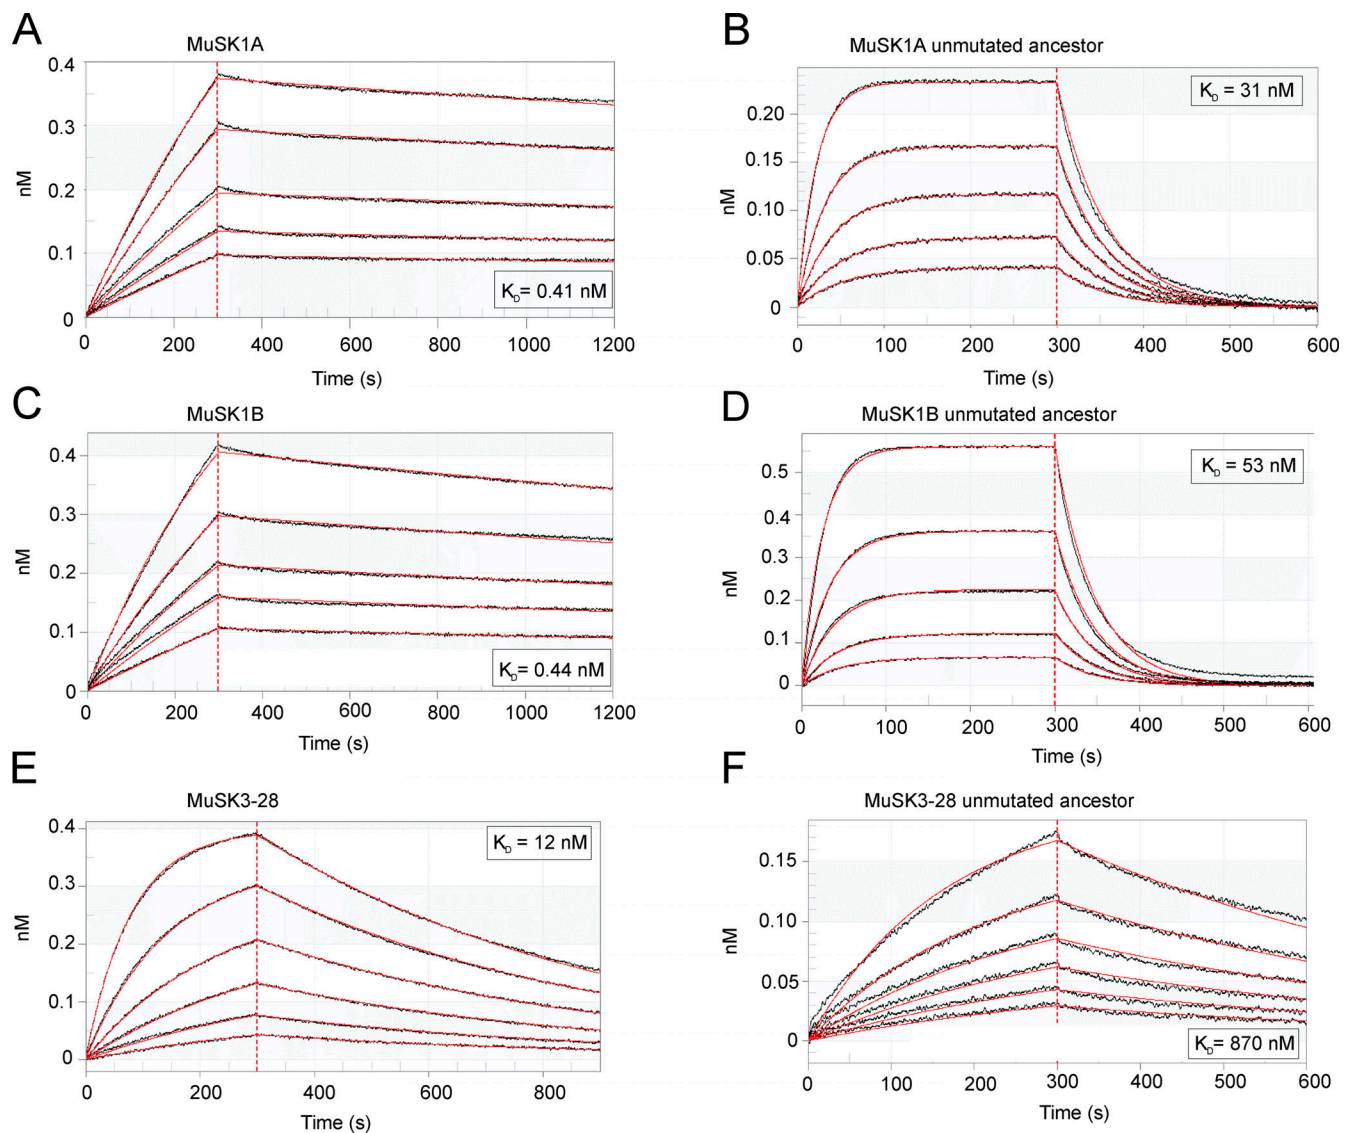 A
MuSK1A
0.4
0.3
0.2
0.1
0
nM
K_D= 0.41 nM
0 200 400 600 800 1000 1200
Time (s)
B
MuSK1A unmutated ancestor
K_D = 31 nM
0.20
0.15
0.10
0.05
0
nM
0 100 200 300 400 500 600
Time (s)
C
MuSK1B
0.4
0.3
0.2
0.1
0
nM
K_D= 0.44 nM
0 200 400 600 800 1000 1200
Time (s)
D
MuSK1B unmutated ancestor
K_D = 53 nM
0.5
0.4
0.3
0.2
0.1
0
nM
0 100 200 300 400 500 600
Time (s)
E
MuSK3-28
K_D = 12 nM
0.4
0.3
0.2
0.1
0
nM
0 200 400 600 800
Time (s)
F
MuSK3-28 unmutated ancestor
0.15
0.10
0.05
0
nM
K_D= 870 nM
0 100 200 300 400 500 600
Time (s)